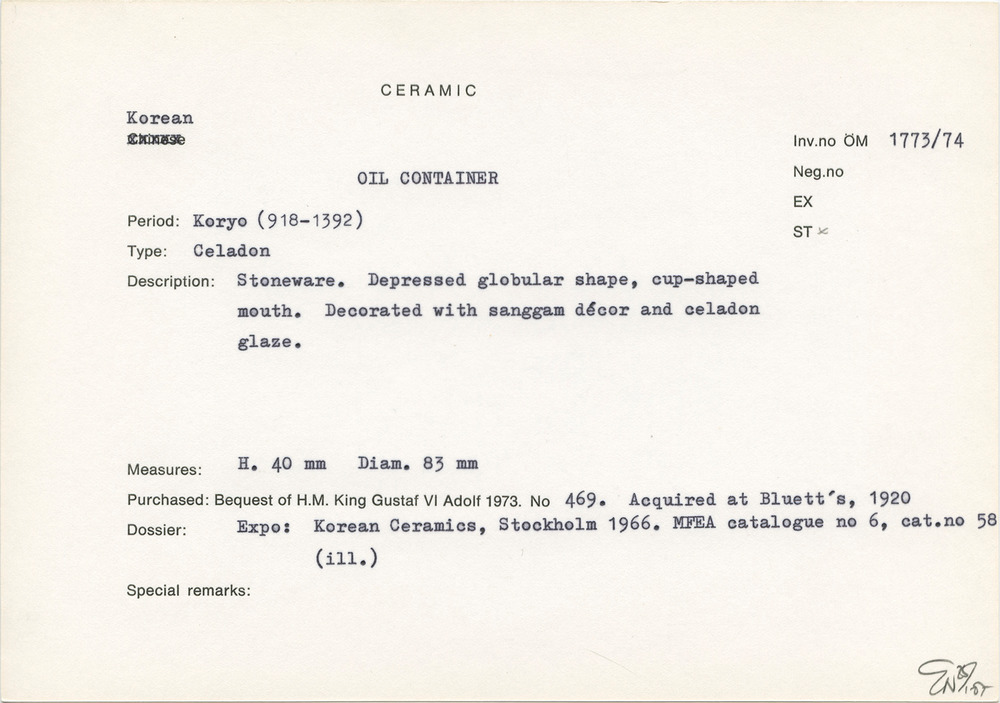 CERAMIC
Korean
Chinese
Inv.no ÖM 1773/74
OIL CONTAINER
Neg.no
EX
ST x
Period: Koryo (918-1392)
Type: Celadon
Description: Stoneware. Depressed globular shape, cup-shaped
mouth. Decorated with sanggam décor and celadon
glaze.
Measures: H. 40 mm Diam. 83 mm
Purchased: Bequest of H.M. King Gustaf VI Adolf 1973. No 469. Acquired at Bluett's, 1920
Dossier: Expo: Korean Ceramics, Stockholm 1966. MFEA catalogue no 6, cat.no 58
(ill.)
Special remarks: